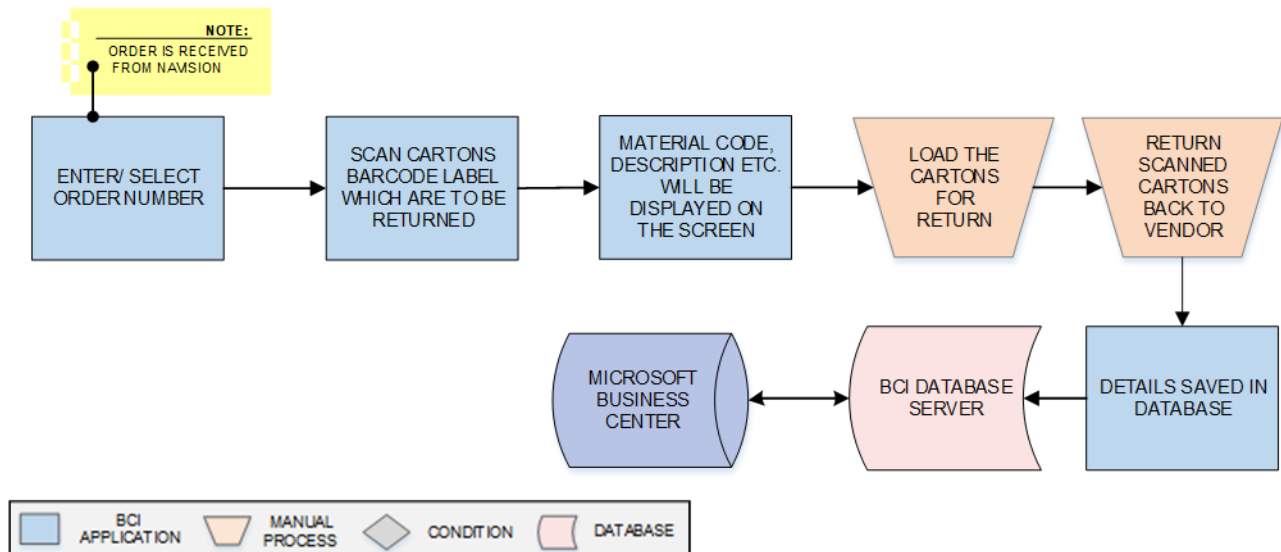 NOTE:
ORDER IS RECEIVED
FROM NAVISION
ENTER/ SELECT
ORDER NUMBER
SCAN CARTONS
BARCODE LABEL
WHICH ARE TO BE
RETURNED
MATERIAL CODE,
DESCRIPTION ETC.
WILL BE
DISPLAYED ON
THE SCREEN
LOAD THE
CARTONS
FOR
RETURN
RETURN
SCANNED
CARTONS
BACK TO
VENDOR
MICROSOFT
BUSINESS
CENTER
BCI DATABASE
SERVER
DETAILS SAVED IN
DATABASE
BCI
APPLICATION
MANUAL
PROCESS
CONDITION
DATABASE